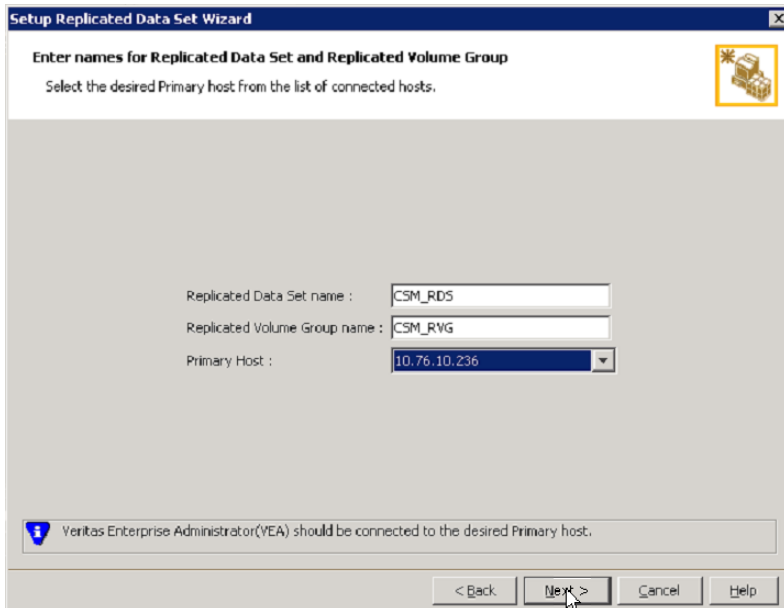 Setup Replicated Data Set Wizard
Enter names for Replicated Data Set and Replicated Volume Group
Select the desired Primary host from the list of connected hosts.
Replicated Data Set name : CSM_RDS
Replicated Volume Group name : CSM_RVG
Primary Host : 10.76.10.236
Veritas Enterprise Administrator(VEA) should be connected to the desired Primary host.
< Back Next > Cancel Help